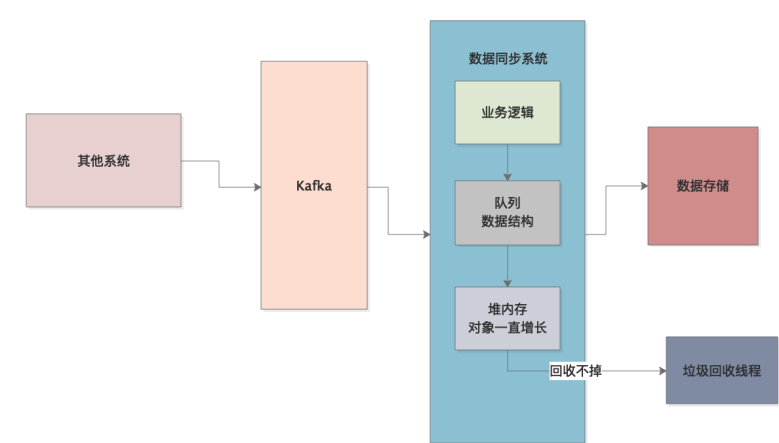 数据同步系统
业务逻辑
其他系统
Kafka
队列
数据结构
数据存储
堆内存
对象一直增长
回收不掉
垃圾回收线程